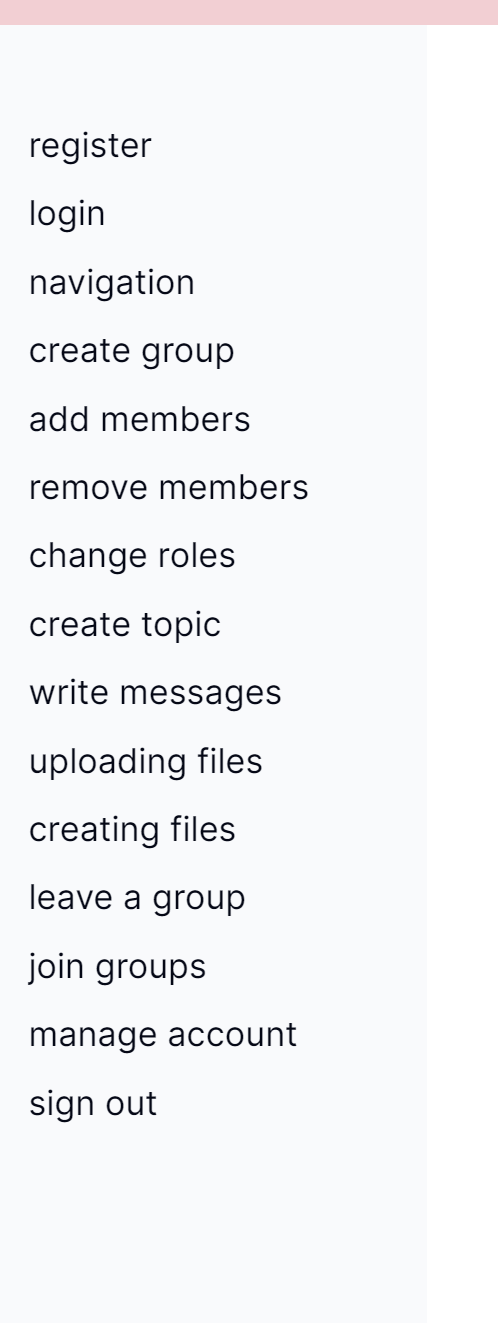 register
login
navigation
create group
add members
remove members
change roles
create topic
write messages
uploading files
creating files
leave a group
join groups
manage account
sign out